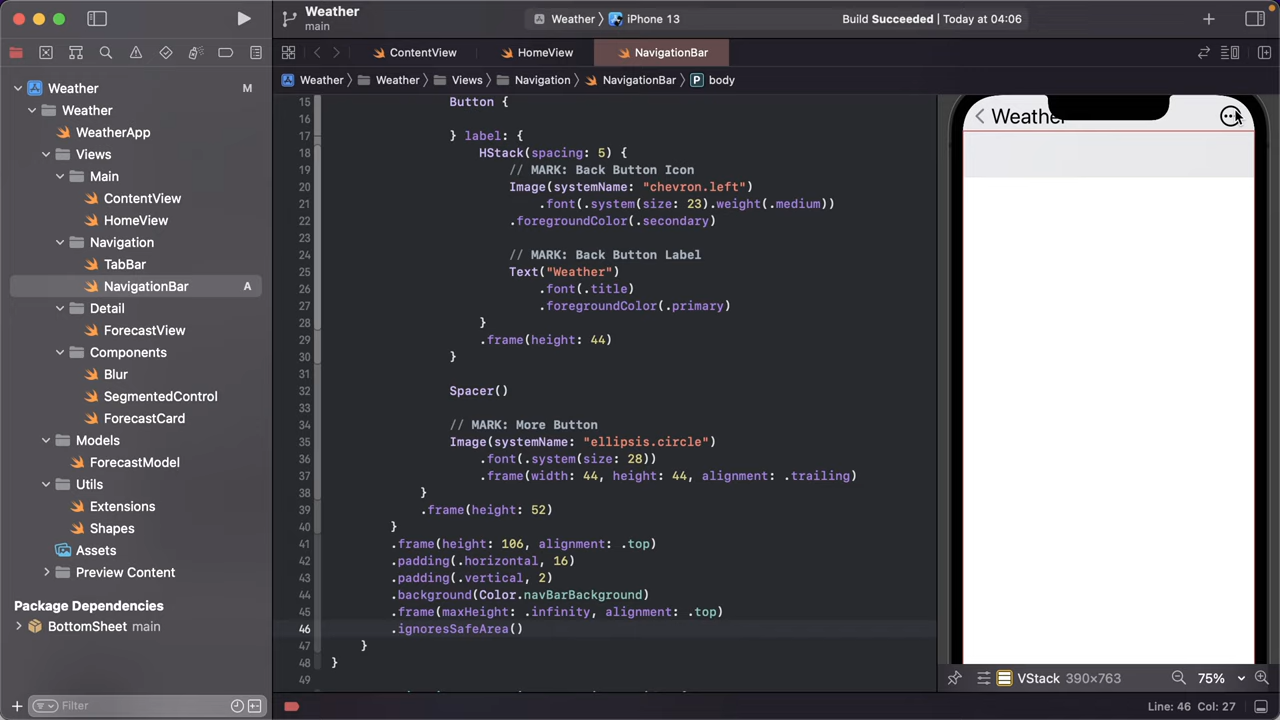 Weather
main
Weather 〉 iPhone 13
Build Succeeded | Today at 04:06
ContentView
HomeView
NavigationBar
Weather 〉 Weather 〉 Views 〉 Navigation 〉 NavigationBar 〉 P body
Weather M
Weather
WeatherApp
Views
Main
ContentView
HomeView
Navigation
TabBar
NavigationBar A
Detail
ForecastView
Components
Blur
SegmentedControl
ForecastCard
Models
ForecastModel
Utils
Extensions
Shapes
Assets
Preview Content
Package Dependencies
BottomSheet main
Filter
15 Button {
16
17 } label: {
18 HStack(spacing: 5) {
19 // MARK: Back Button Icon
20 Image(systemName: "chevron.left")
21 .font(.system(size: 23).weight(.medium))
22 .foregroundColor(.secondary)
23
24 // MARK: Back Button Label
25 Text("Weather")
26 .font(.title)
27 .foregroundColor(.primary)
28 }
29 .frame(height: 44)
30 }
31
32 Spacer()
33
34 // MARK: More Button
35 Image(systemName: "ellipsis.circle")
36 .font(.system(size: 28))
37 .frame(width: 44, height: 44, alignment: .trailing)
38 }
39 .frame(height: 52)
40 }
41 .frame(height: 106, alignment: .top)
42 .padding(.horizontal, 16)
43 .padding(.vertical, 2)
44 .background(Color.navBarBackground)
45 .frame(maxHeight: .infinity, alignment: .top)
46 .ignoresSafeArea()
47 }
48 }
49
Weather
VStack 390×763
75%
Line: 46 Col: 27